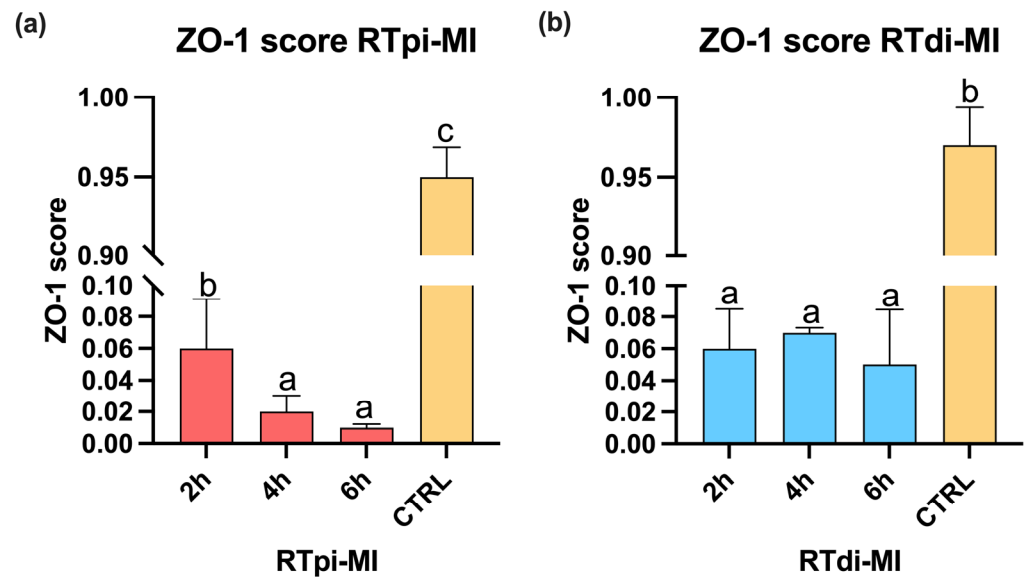 (a)
ZO-1 score RTpi-MI
ZO-1 score
1.00
0.95
0.90
0.10
0.08
0.06
0.04
0.02
0.00
b
a
a
c
2h
4h
6h
CTRL
RTpi-MI
(b)
ZO-1 score RTdi-MI
ZO-1 score
1.00
0.95
0.90
0.10
0.08
0.06
0.04
0.02
0.00
a
a
a
b
2h
4h
6h
CTRL
RTdi-MI